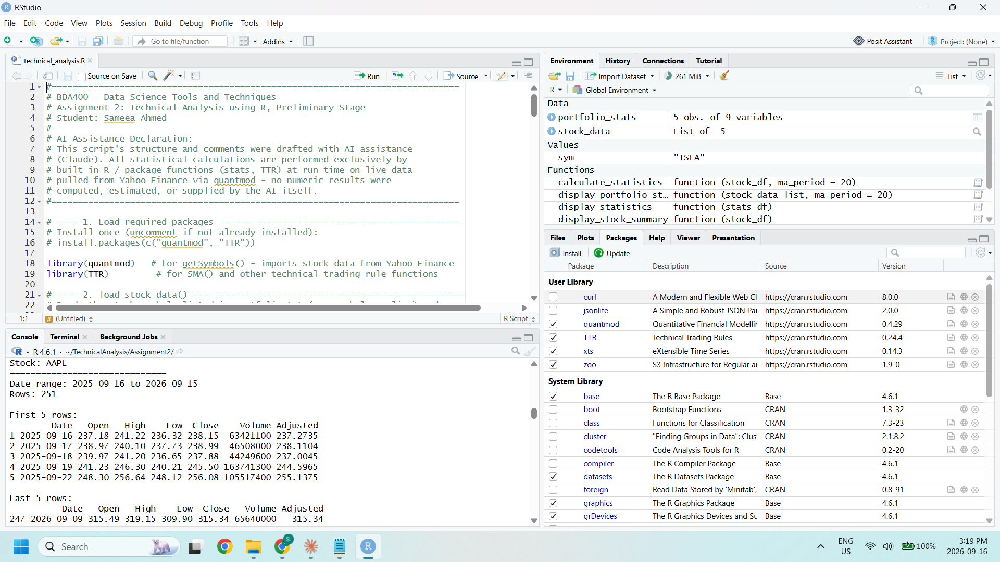 RStudio
File Edit Code View Plots Session Build Debug Profile Tools Help
Go to file/function Addins Posit Assistant Project: (None)
technical_analysis.R
Source on Save Run Source
1 #==============================================================================
2 # BDA400 - Data Science Tools and Techniques
3 # Assignment 2: Technical Analysis using R, Preliminary Stage
4 # Student: Sameea Ahmed
5 #
6 # AI Assistance Declaration:
7 # This script's structure and comments were drafted with AI assistance
8 # (Claude). All statistical calculations are performed exclusively by
9 # built-in R / package functions (stats, TTR) at run time on live data
10 # pulled from Yahoo Finance via quantmod - no numeric results were
11 # computed, estimated, or supplied by the AI itself.
12 #==============================================================================
13
14 # ---- 1. Load required packages ----------------------------------------------
15 # Install once (uncomment if not already installed):
16 # install.packages(c("quantmod", "TTR"))
17
18 library(quantmod) # for getSymbols() - imports stock data from Yahoo Finance
19 library(TTR) # for SMA() and other technical trading rule functions
20
21 # ---- 2. load_stock_data() ----------------------------------------------------
22
1:1 (Untitled) R Script
Console Terminal Background Jobs
R 4.6.1 · ~/TechnicalAnalysis/Assignment2/
Stock: AAPL
==============================
Date range: 2025-09-16 to 2026-09-15
Rows: 251
First 5 rows:
Date Open High Low Close Volume Adjusted
1 2025-09-16 237.18 241.22 236.32 238.15 63421100 237.2735
2 2025-09-17 238.97 240.10 237.73 238.99 46508000 238.1104
3 2025-09-18 239.97 241.20 236.65 237.88 44249600 237.0045
4 2025-09-19 241.23 246.30 240.21 245.50 163741300 244.5965
5 2025-09-22 248.30 256.64 248.12 256.08 105517400 255.1375
Last 5 rows:
Date Open High Low Close Volume Adjusted
247 2026-09-09 315.49 319.15 309.90 315.34 65640000 315.34
Environment History Connections Tutorial
Import Dataset 261 MiB List
R Global Environment
Data
portfolio_stats 5 obs. of 9 variables
stock_data List of 5
Values
sym "TSLA"
Functions
calculate_statistics function (stock_df, ma_period = 20)
display_portfolio_st… function (stock_data_list, ma_period = 20)
display_statistics function (stats_df)
display_stock_summary function (stock_df)
Files Plots Packages Help Viewer Presentation
Install Update
Package Description Source Version
User Library
curl A Modern and Flexible Web Cl https://cran.rstudio.com 8.0.0
jsonlite A Simple and Robust JSON Par https://cran.rstudio.com 2.0.0
quantmod Quantitative Financial Modellin https://cran.rstudio.com 0.4.29
TTR Technical Trading Rules https://cran.rstudio.com 0.24.4
xts eXtensible Time Series https://cran.rstudio.com 0.14.3
zoo S3 Infrastructure for Regular ar https://cran.rstudio.com 1.9-0
System Library
base The R Base Package Base 4.6.1
boot Bootstrap Functions CRAN 1.3-32
class Functions for Classification CRAN 7.3-23
cluster "Finding Groups in Data": Clus CRAN 2.1.8.2
codetools Code Analysis Tools for R CRAN 0.2-20
compiler The R Compiler Package Base 4.6.1
datasets The R Datasets Package Base 4.6.1
foreign Read Data Stored by 'Minitab', CRAN 0.8-91
graphics The R Graphics Package Base 4.6.1
grDevices The R Graphics Devices and Su Base 4.6.1
Search
ENG
US
100%
3:19 PM
2026-09-16